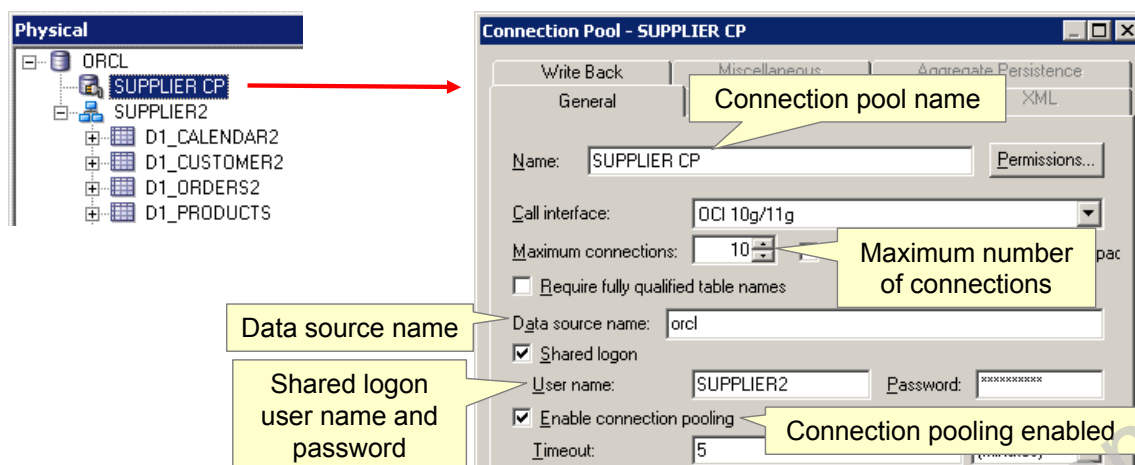 Physical
ORCL
SUPPLIER CP
SUPPLIER2
D1_CALENDAR2
D1_CUSTOMER2
D1_ORDERS2
D1_PRODUCTS
Connection Pool - SUPPLIER CP
Write Back Miscellaneous Aggregate Persistence
General XML
Connection pool name
Name: SUPPLIER CP Permissions...
Call interface: OCI 10g/11g
Maximum connections: 10
Maximum number
of connections
Require fully qualified table names
Data source name
Data source name: orcl
Shared logon
Shared logon
user name and
password
User name: SUPPLIER2 Password: **********
Enable connection pooling
Connection pooling enabled
Timeout: 5